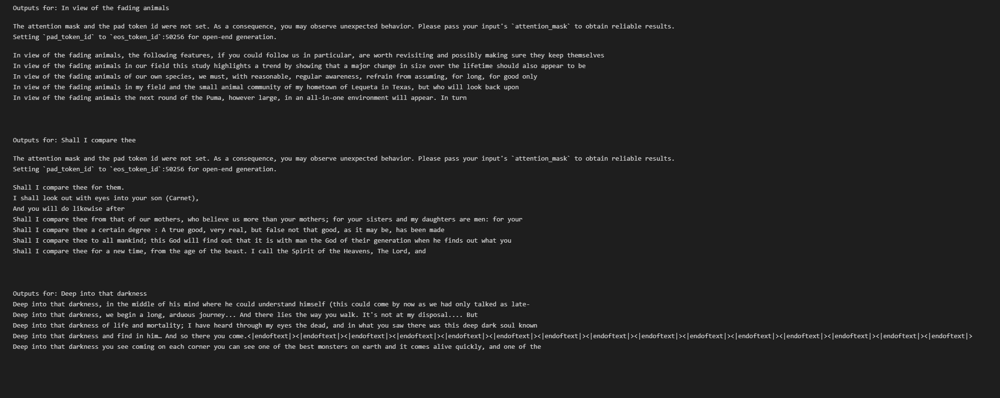 Outputs for: In view of the fading animals
The attention mask and the pad token id were not set. As a consequence, you may observe unexpected behavior. Please pass your input's `attention_mask` to obtain reliable results.
Setting `pad_token_id` to `eos_token_id`:50256 for open-end generation.
In view of the fading animals, the following features, if you could follow us in particular, are worth revisiting and possibly making sure they keep themselves
In view of the fading animals in our field this study highlights a trend by showing that a major change in size over the lifetime should also appear to be
In view of the fading animals of our own species, we must, with reasonable, regular awareness, refrain from assuming, for long, for good only
In view of the fading animals in my field and the small animal community of my hometown of Lequeta in Texas, but who will look back upon
In view of the fading animals the next round of the Puma, however large, in an all-in-one environment will appear. In turn
Outputs for: Shall I compare thee
The attention mask and the pad token id were not set. As a consequence, you may observe unexpected behavior. Please pass your input's `attention_mask` to obtain reliable results.
Setting `pad_token_id` to `eos_token_id`:50256 for open-end generation.
Shall I compare thee for them.
I shall look out with eyes into your son (Carnet),
And you will do likewise after
Shall I compare thee from that of our mothers, who believe us more than your mothers; for your sisters and my daughters are men: for your
Shall I compare thee a certain degree : A true good, very real, but false not that good, as it may be, has been made
Shall I compare thee to all mankind; this God will find out that it is with man the God of their generation when he finds out what you
Shall I compare thee for a new time, from the age of the beast. I call the Spirit of the Heavens, The Lord, and
Outputs for: Deep into that darkness
Deep into that darkness, in the middle of his mind where he could understand himself (this could come by now as we had only talked as late-
Deep into that darkness, we begin a long, arduous journey... And there lies the way you walk. It's not at my disposal.... But
Deep into that darkness of life and mortality; I have heard through my eyes the dead, and in what you saw there was this deep dark soul known
Deep into that darkness and find in him… And so there you come.<|endoftext|><|endoftext|><|endoftext|><|endoftext|><|endoftext|><|endoftext|><|endoftext|><|endoftext|><|endoftext|><|endoftext|><|endoftext|><|endoftext|><|endoftext|><|endoftext|><|endoftext|>
Deep into that darkness you see coming on each corner you can see one of the best monsters on earth and it comes alive quickly, and one of the